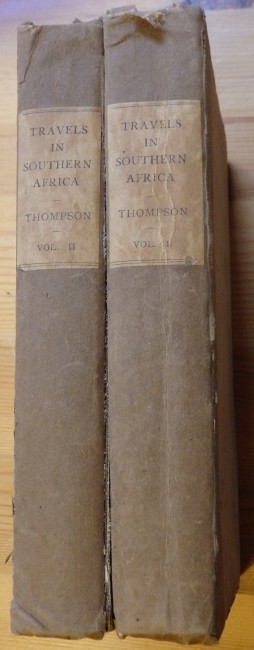 TRAVELS
IN
SOUTHERN
AFRICA
THOMPSON
VOL. II
TRAVELS
IN
SOUTHERN
AFRICA
THOMPSON
VOL. I.